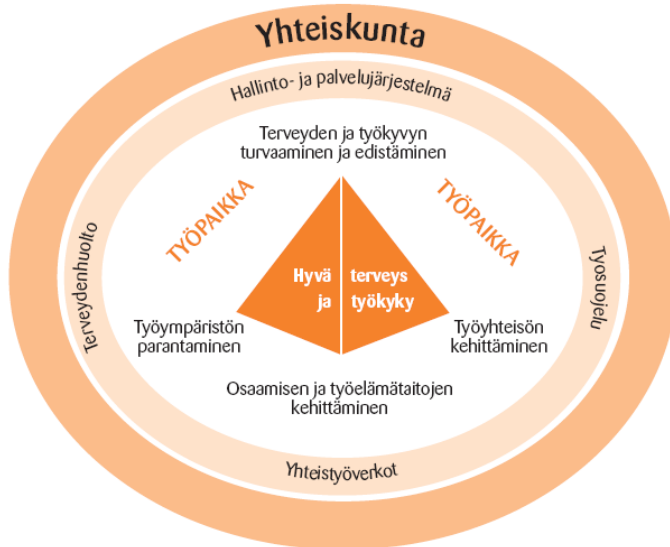 Yhteiskunta
Hallinto- ja palvelujärjestelmä
Terveyden ja työkyvyn
turvaaminen ja edistäminen
TYÖPAIKKA
TYÖPAIKKA
Terveydenhuolto
Tyosuojelu
Hyvä terveys
ja työkyky
Työympäristön
parantaminen
Työyhteisön
kehittäminen
Osaamisen ja työelämätaitojen
kehittäminen
Yhteistyöverkot